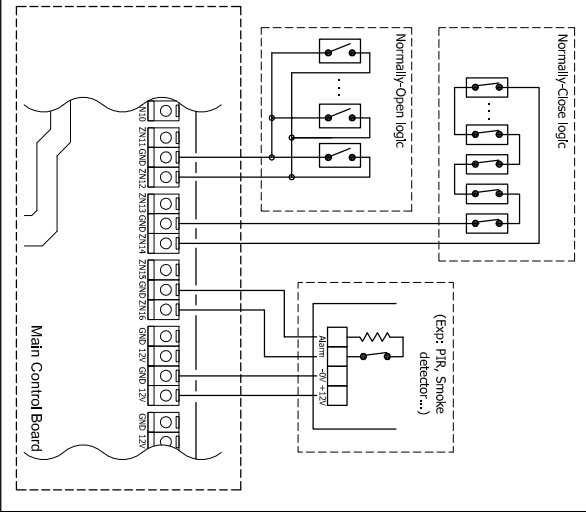 Normally-Open logic
Normally-Close logic
ZN10
ZN11 GND ZN12
ZN13 GND ZN14
ZN15 GND ZN16
GND 12V GND 12V
GND 12V
Main Control Board
Alarm -0V +12V
(Exp: PIR, Smoke
detector...)